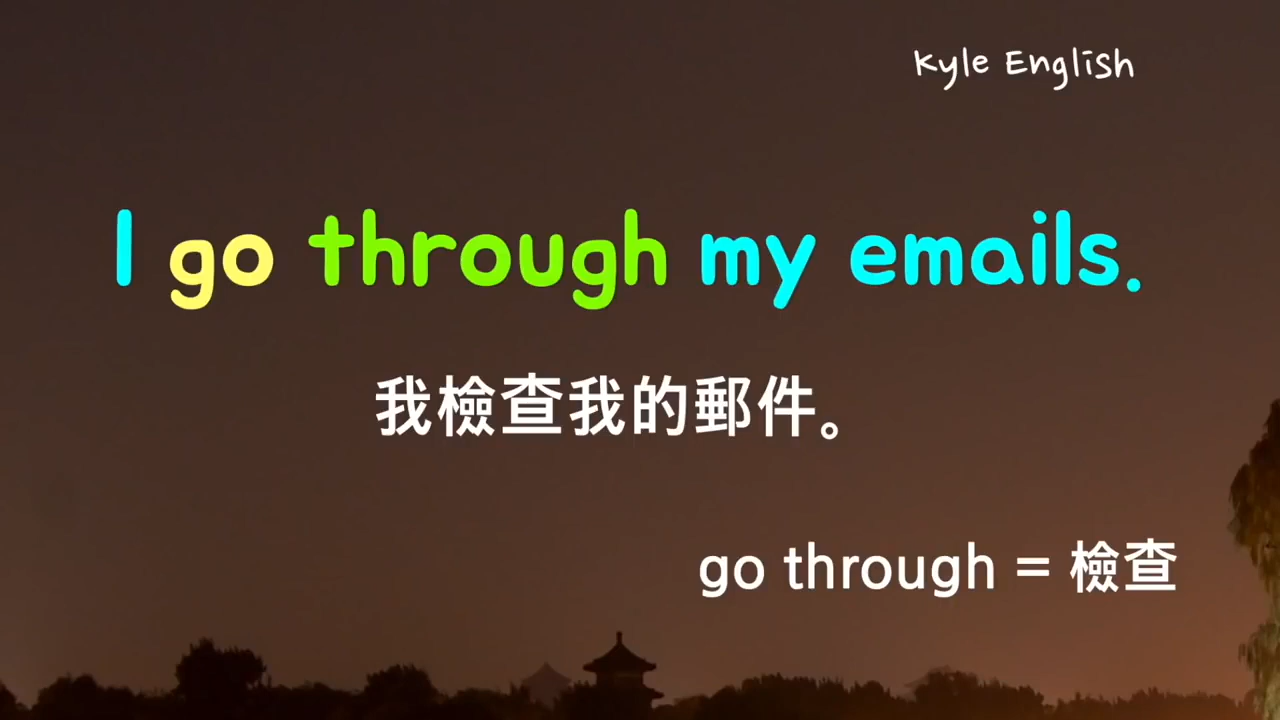 Kyle English
I go through my emails.
我檢查我的郵件。
go through = 檢查